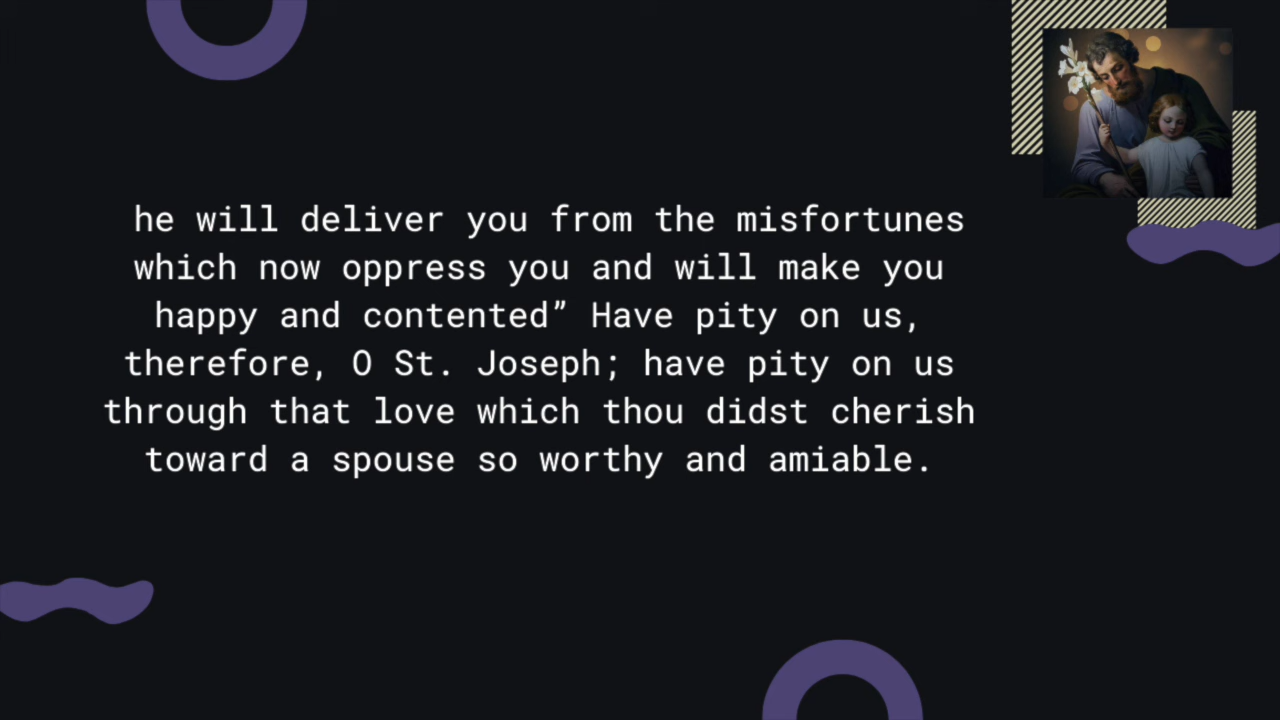 he will deliver you from the misfortunes
which now oppress you and will make you
happy and contented” Have pity on us,
therefore, O St. Joseph; have pity on us
through that love which thou didst cherish
toward a spouse so worthy and amiable.